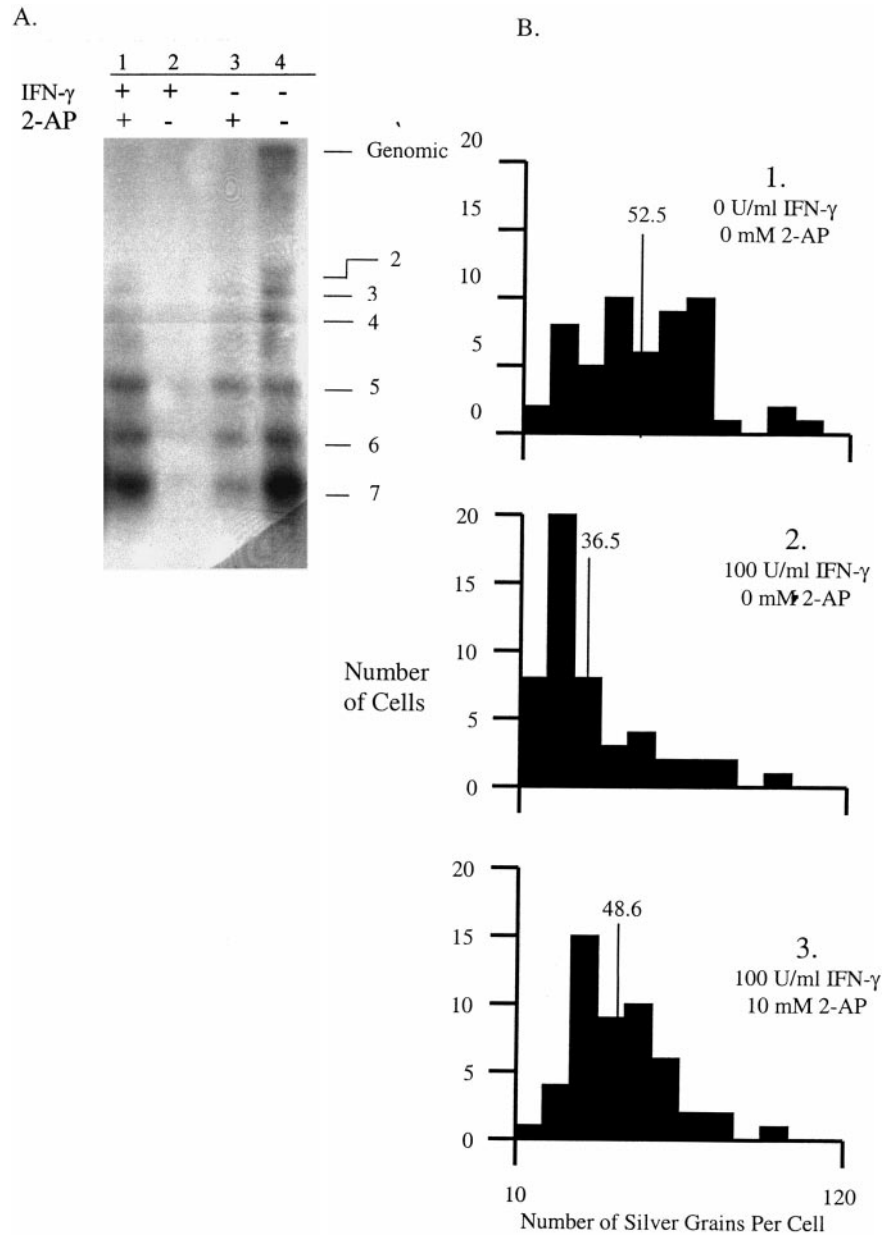 A.
1 2 3 4
IFN-γ + + - -
2-AP + - + -
Genomic
2
3
4
5
6
7
B.
20
15
10
5
0
52.5
1.
0 U/ml IFN-γ
0 mM 2-AP
Number
of Cells
20
15
10
5
0
36.5
2.
100 U/ml IFN-γ
0 mM 2-AP
20
15
10
5
0
48.6
3.
100 U/ml IFN-γ
10 mM 2-AP
10 120
Number of Silver Grains Per Cell